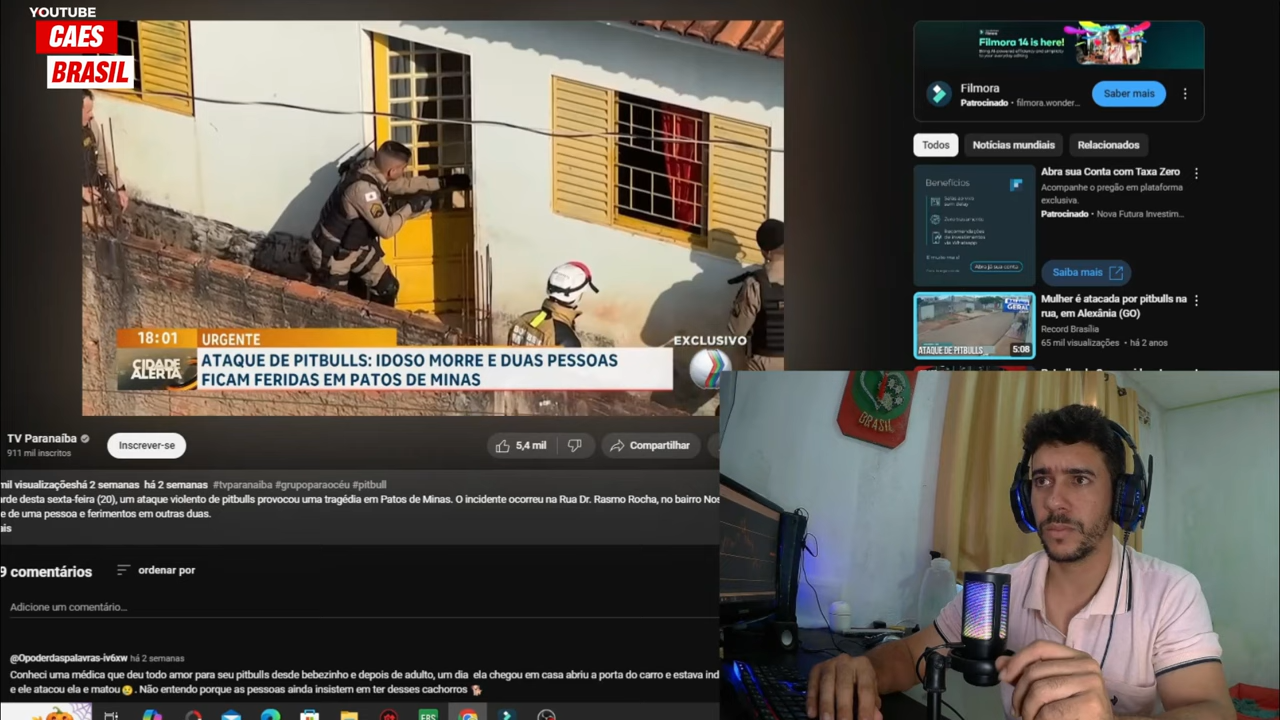 YOUTUBE
CAES
BRASIL
18:01
URGENTE
CIDADE
ALERTA
ATAQUE DE PITBULLS: IDOSO MORRE E DUAS PESSOAS
FICAM FERIDAS EM PATOS DE MINAS
EXCLUSIVO
TV Paranaíba
911 mil inscritos
Inscrever-se
5,4 mil
Compartilhar
mil visualizações há 2 semanas há 2 semanas #tvparanaiba #grupoparaocéu #pitbull
arde desta sexta-feira (20), um ataque violento de pitbulls provocou uma tragédia em Patos de Minas. O incidente ocorreu na Rua Dr. Rasmo Rocha, no bairro Nos
e de uma pessoa e ferimentos em outras duas.
ais
9 comentários
ordenar por
Adicione um comentário...
@Opoderdaspalavras-iv6xw há 2 semanas
Conheci uma médica que deu todo amor para seu pitbulls desde bebezinho e depois de adulto, um dia ela chegou em casa abriu a porta do carro e estava ind
e ele atacou ela e matou 😢 . Não entendo porque as pessoas ainda insistem em ter desses cachorros 🐕
Filmora 14 is here!
Filmora
Patrocinado • filmora.wonder...
Saber mais
Todos
Notícias mundiais
Relacionados
Benefícios
Abra sua Conta com Taxa Zero
Acompanhe o pregão em plataforma
exclusiva.
Patrocinado • Nova Futura Investim...
Saiba mais
ATAQUE DE PITBULLS
5:08
Mulher é atacada por pitbulls na
rua, em Alexânia (GO)
Record Brasília
65 mil visualizações • há 2 anos
BRASIL